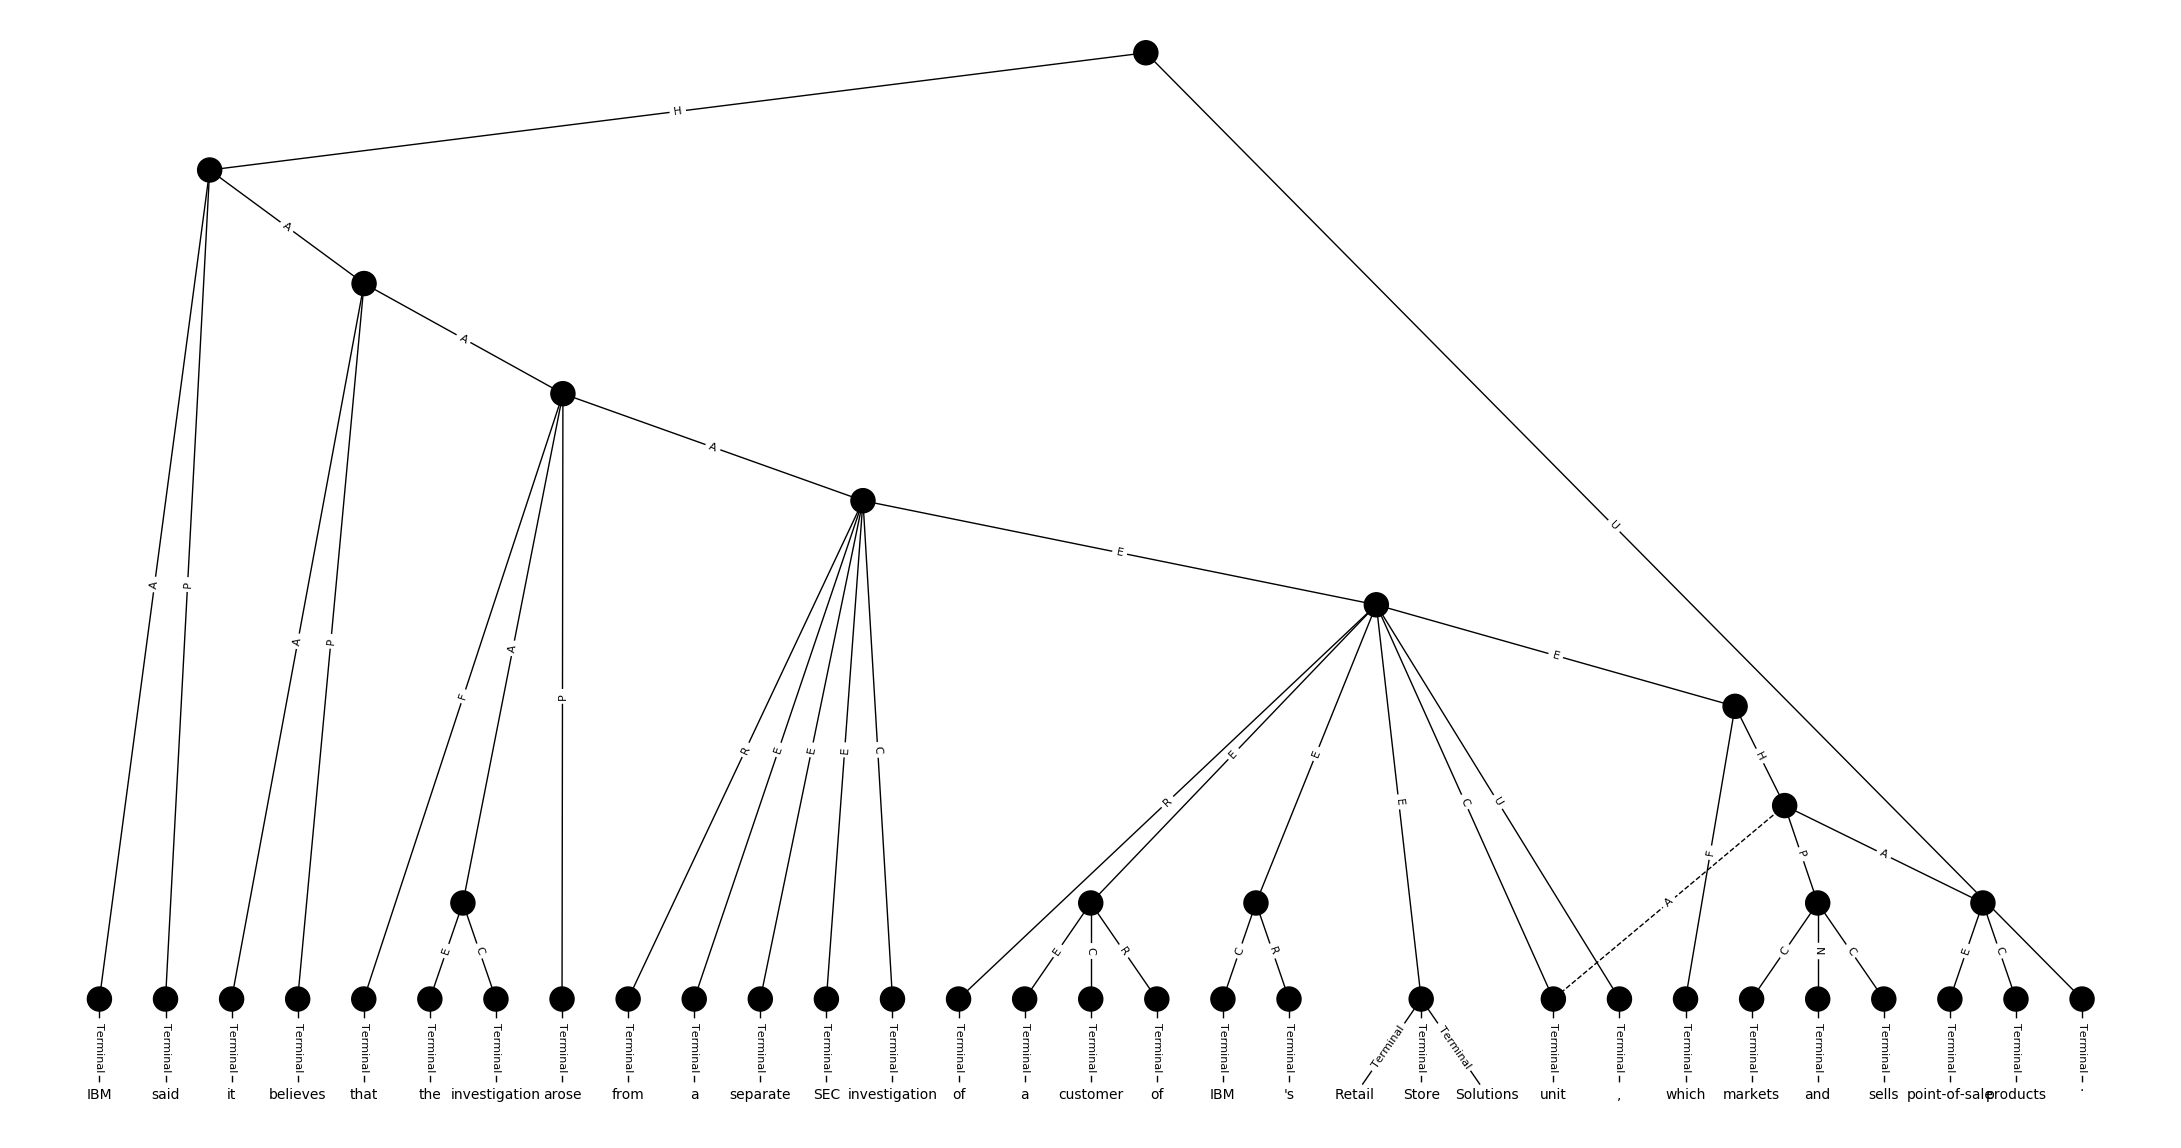 H
A
A
A
U
E
A
P
A
P
F
A
P
R
E
E
E
C
R
E
E
E
C
U
E
H
F
A
P
A
E
C
E
C
R
C
R
C
N
C
E
C
Terminal Terminal Terminal Terminal Terminal Terminal Terminal Terminal Terminal Terminal Terminal Terminal Terminal Terminal Terminal Terminal Terminal Terminal Terminal Terminal Terminal Terminal Terminal Terminal Terminal Terminal Terminal Terminal Terminal Terminal Terminal
IBM said it believes that the investigation arose from a separate SEC investigation of a customer of IBM 's Retail Store Solutions unit , which markets and sells point-of-sale products .